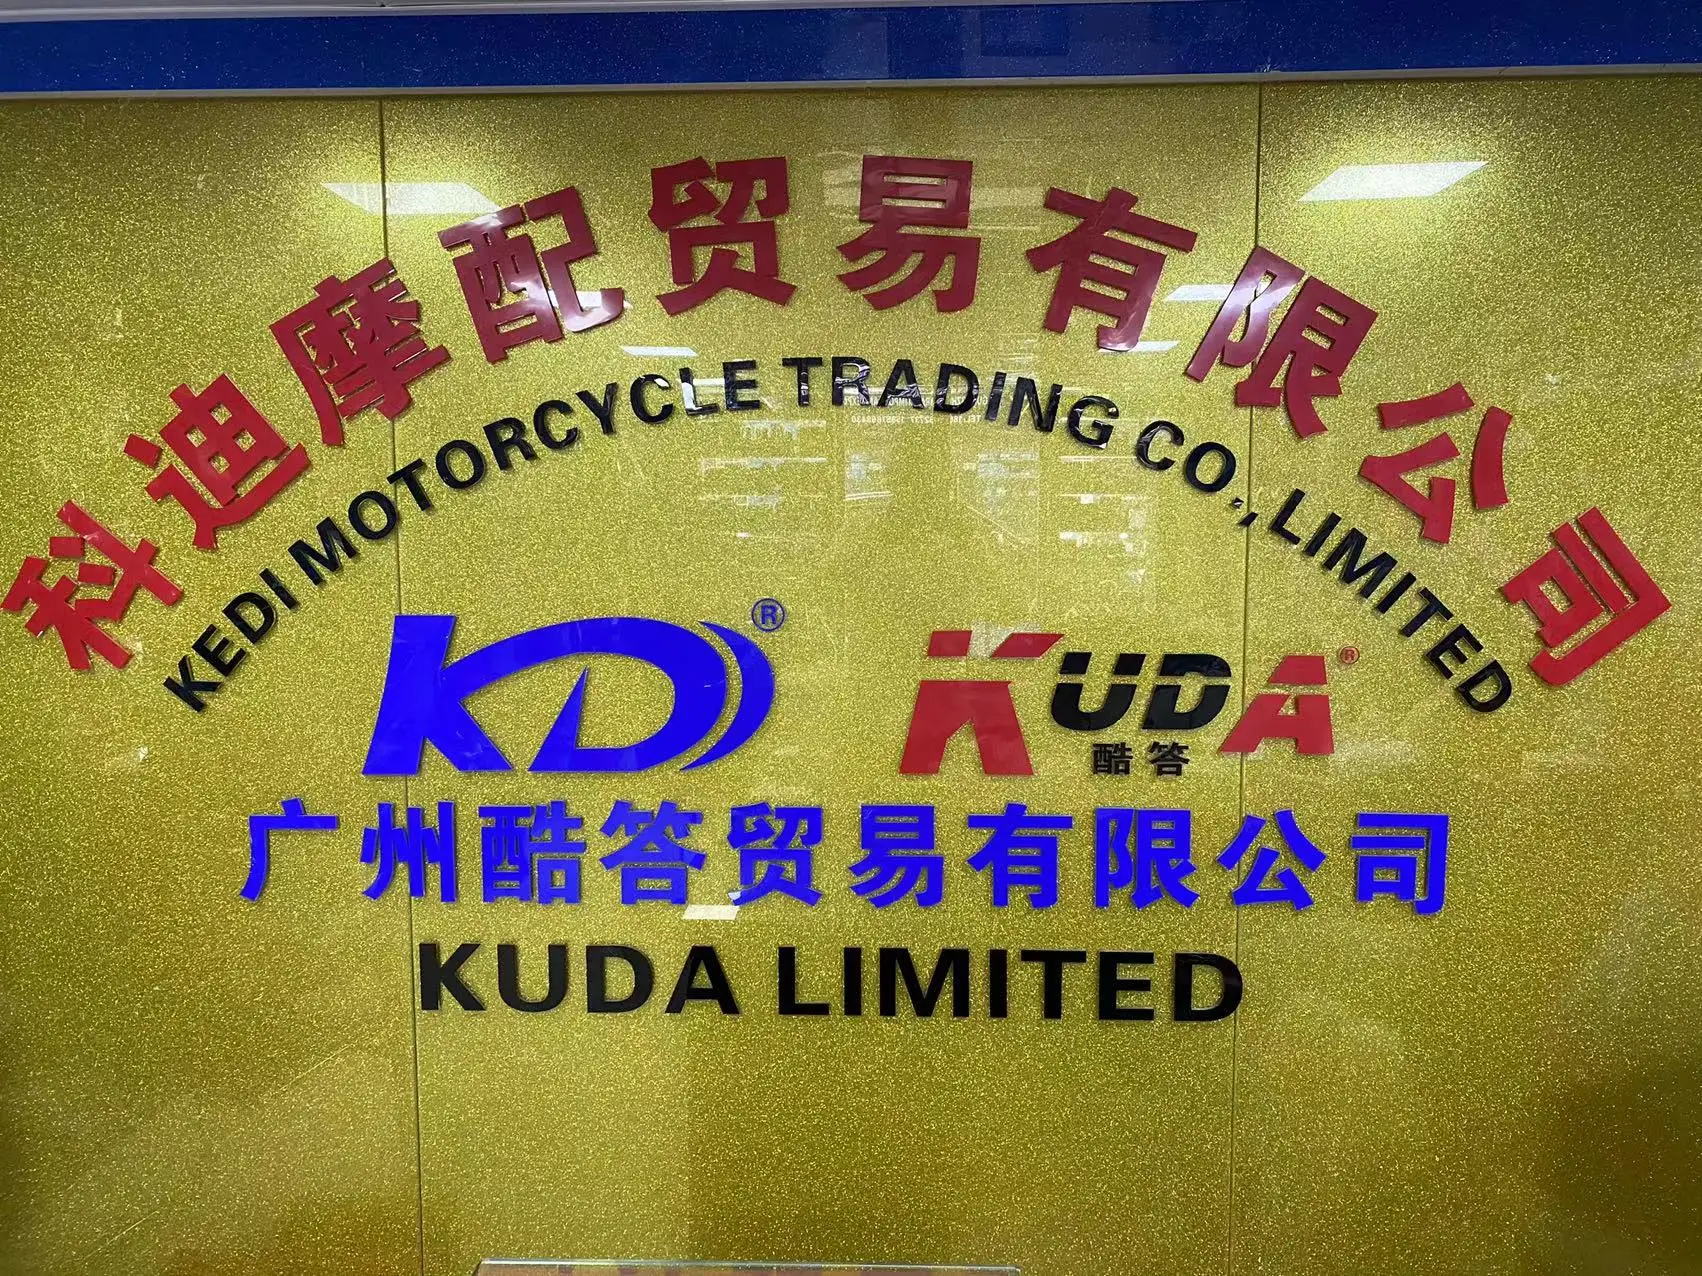 科迪摩配贸易有限公司
KEDI MOTORCYCLE TRADING CO., LIMITED
KD® KUDA®
酷答
广州酷答贸易有限公司
KUDA LIMITED